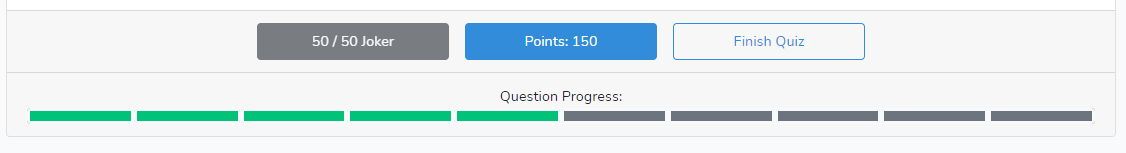 50 / 50 Joker Points: 150 Finish Quiz
Question Progress: